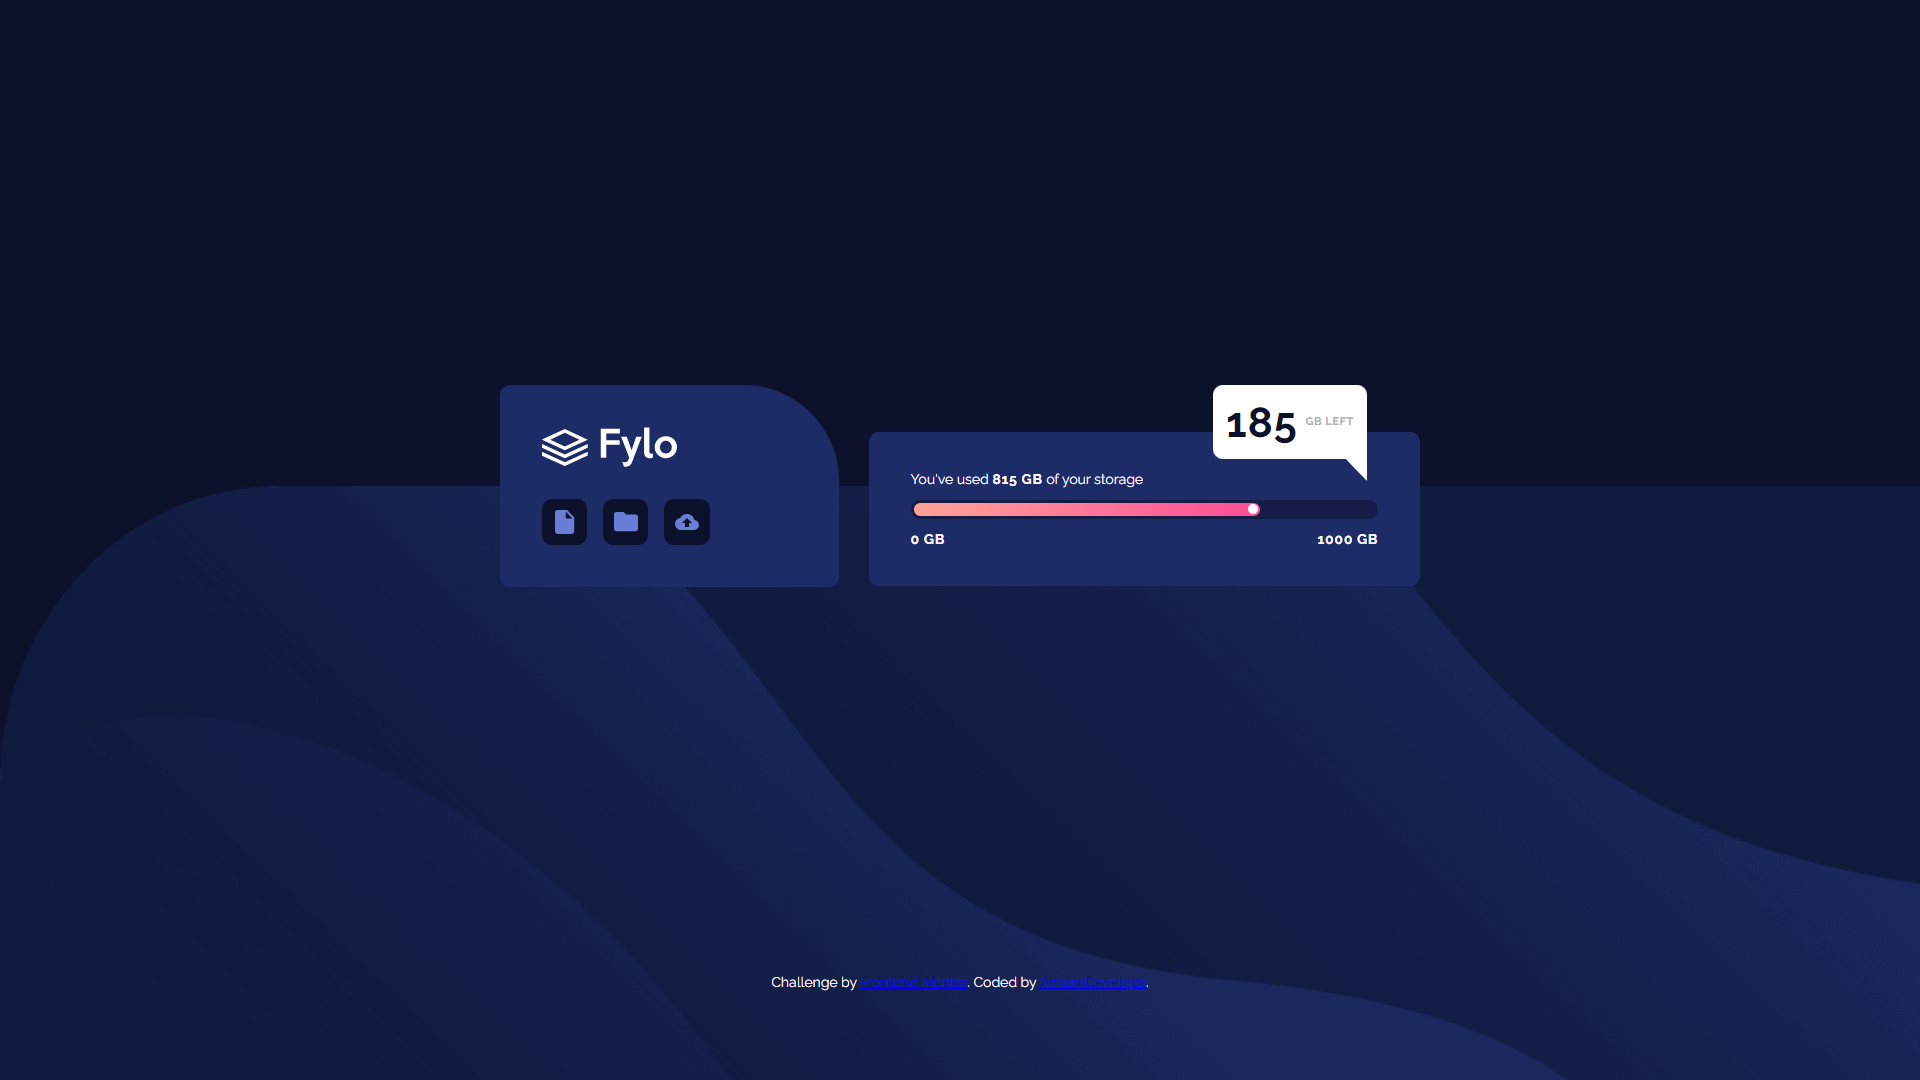 Fylo
185 GB LEFT
You've used 815 GB of your storage
0 GB
1000 GB
Challenge by Frontend Mentor. Coded by